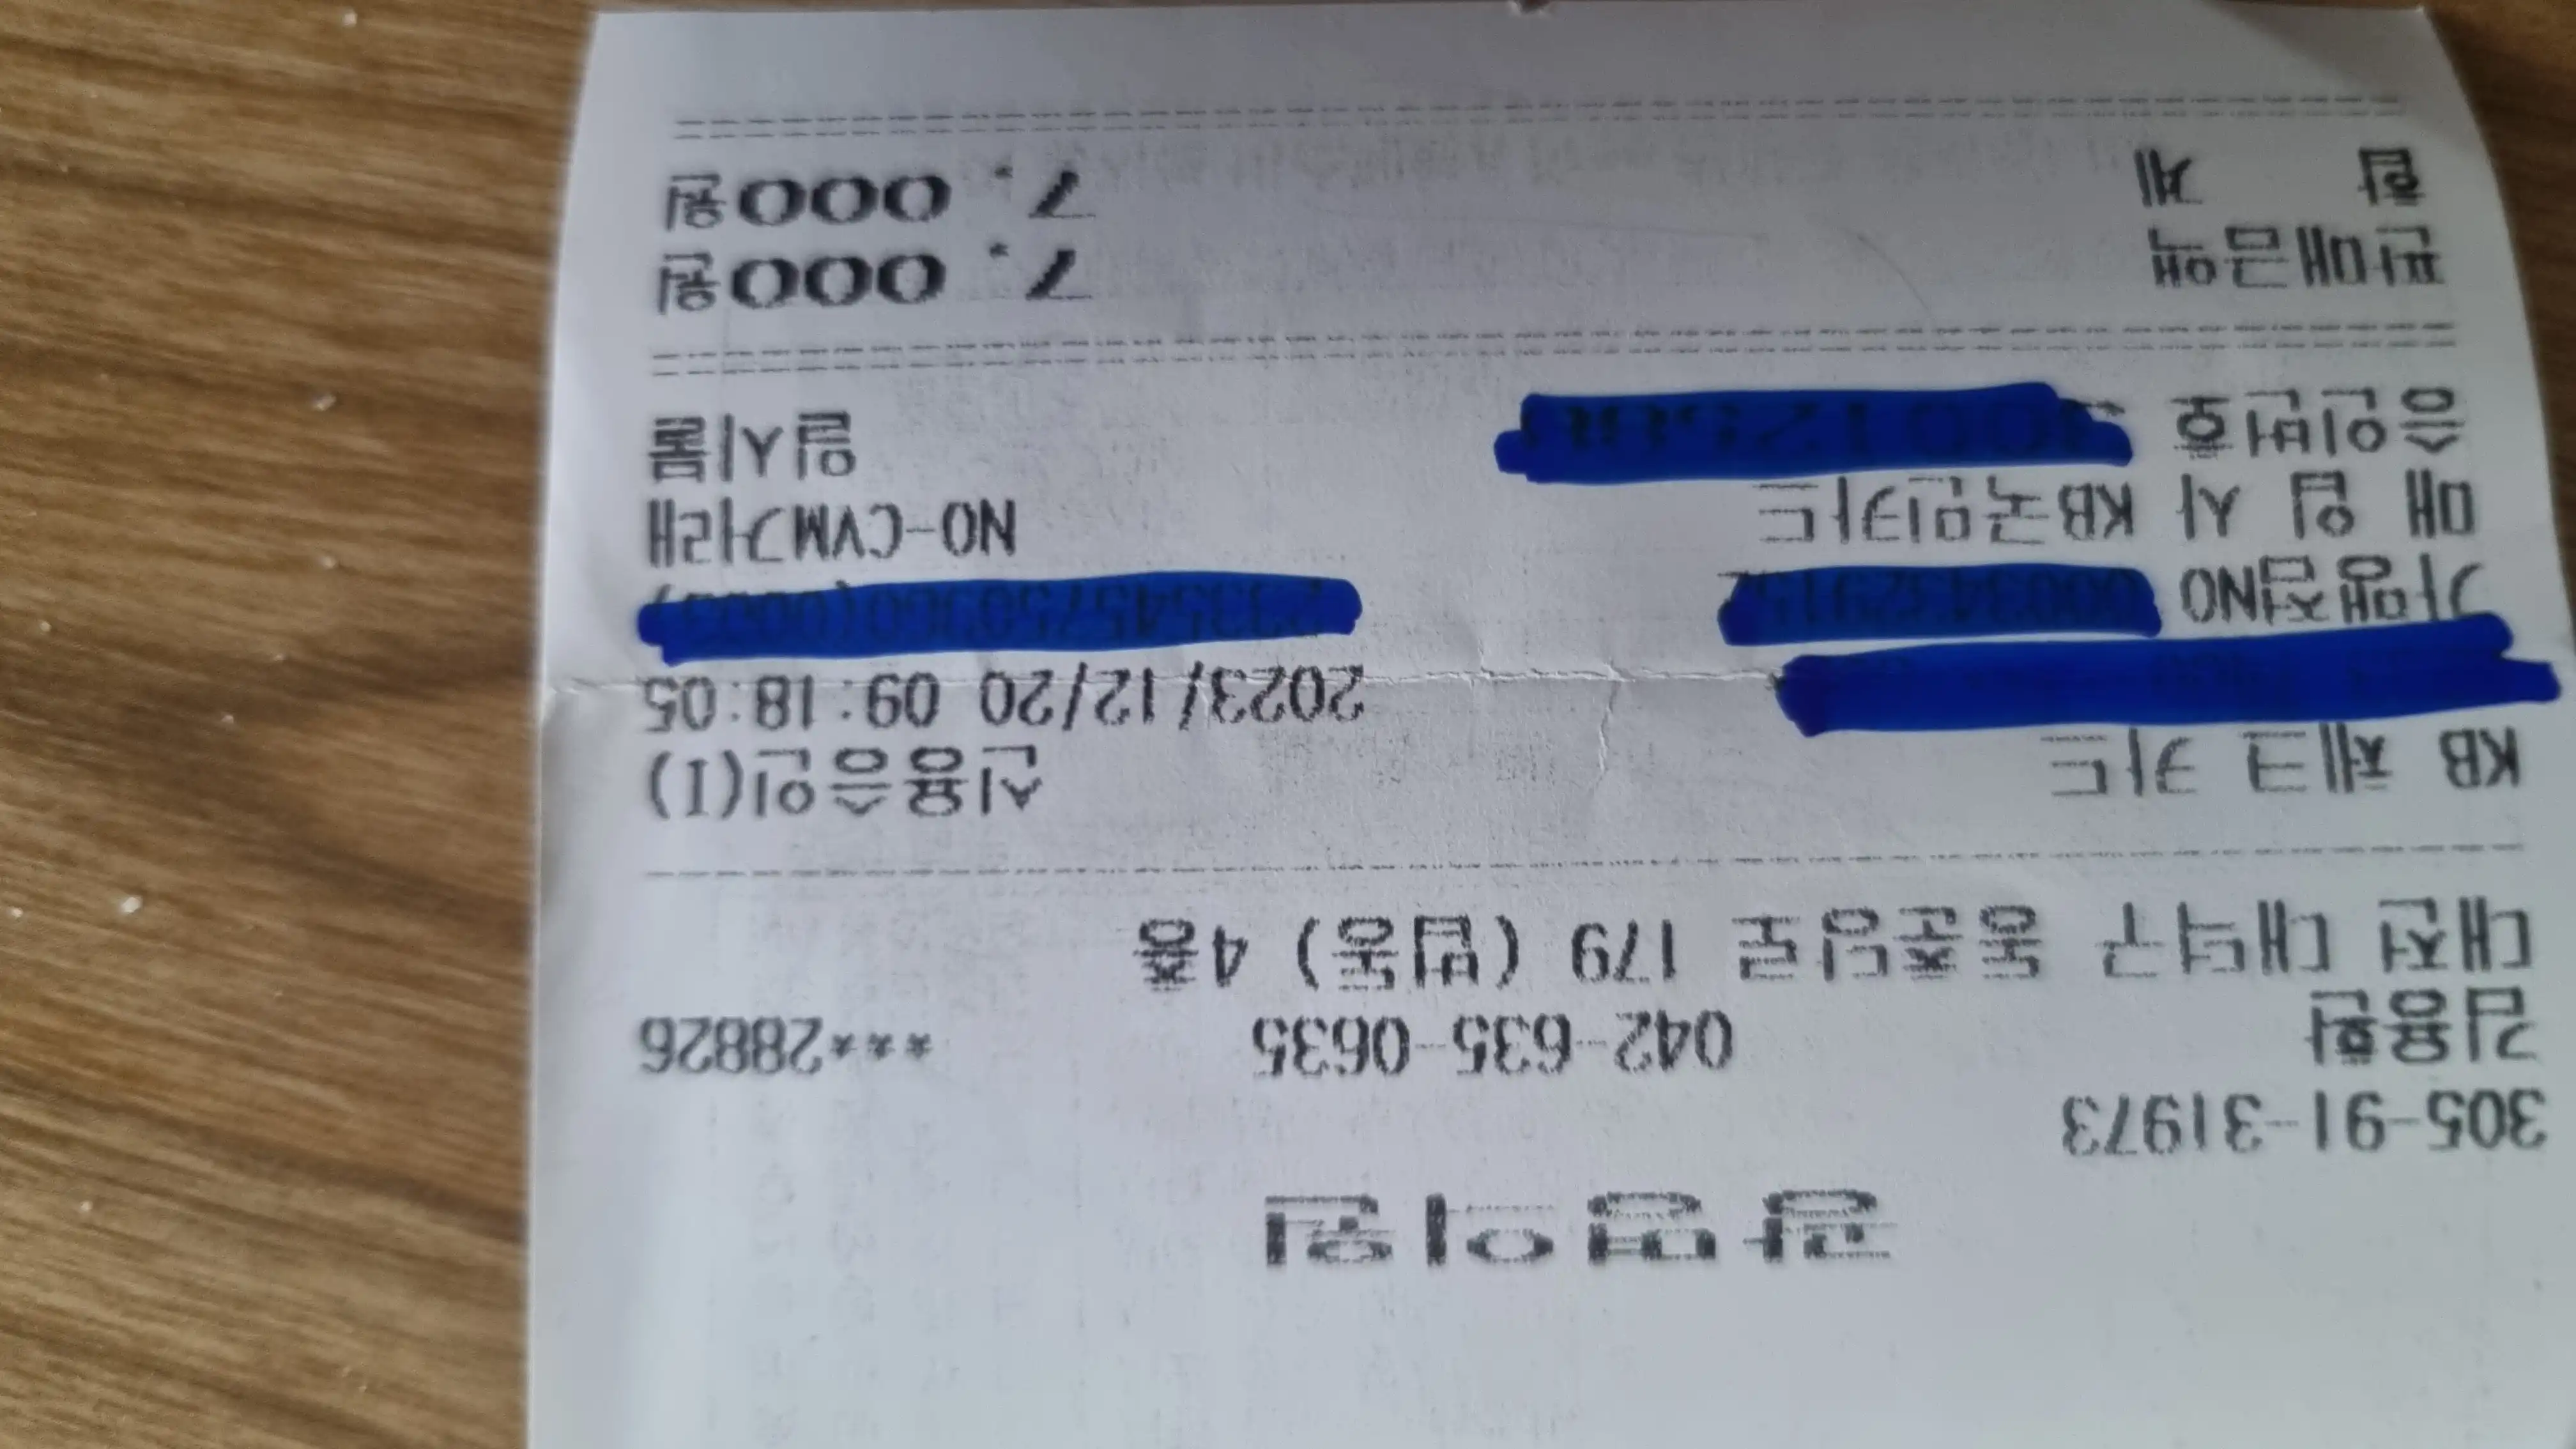 305-91-31973
042-635-0635 ***28826
대전 대덕구 동춘당로 179 (법동) 4층
KB 체크 카드 신용승인(I)
2023/12/20 09:18:05
가맹점NO
매 입 사 KB국민카드 NO-CVM거래
승인번호 일시불
판매금액 7,000원
합 계 7,000원